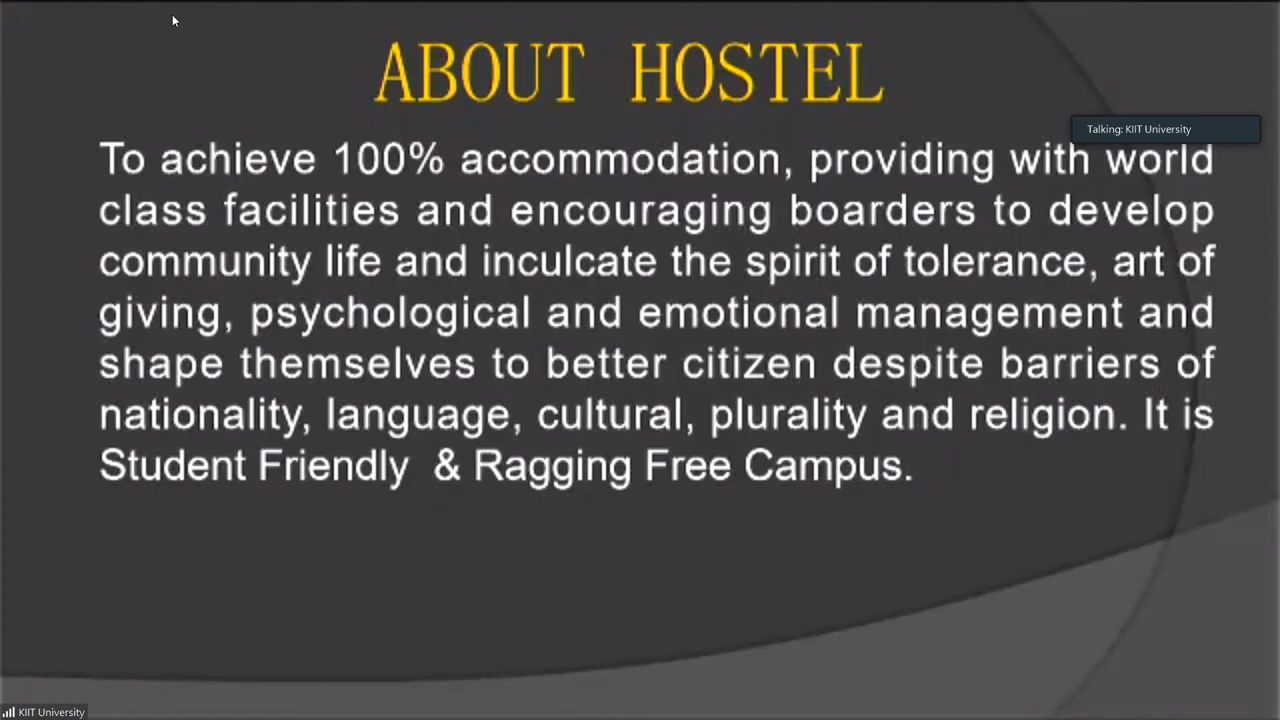 ABOUT HOSTEL
Talking: KIIT University
To achieve 100% accommodation, providing with world
class facilities and encouraging boarders to develop
community life and inculcate the spirit of tolerance, art of
giving, psychological and emotional management and
shape themselves to better citizen despite barriers of
nationality, language, cultural, plurality and religion. It is
Student Friendly & Ragging Free Campus.
KIIT University